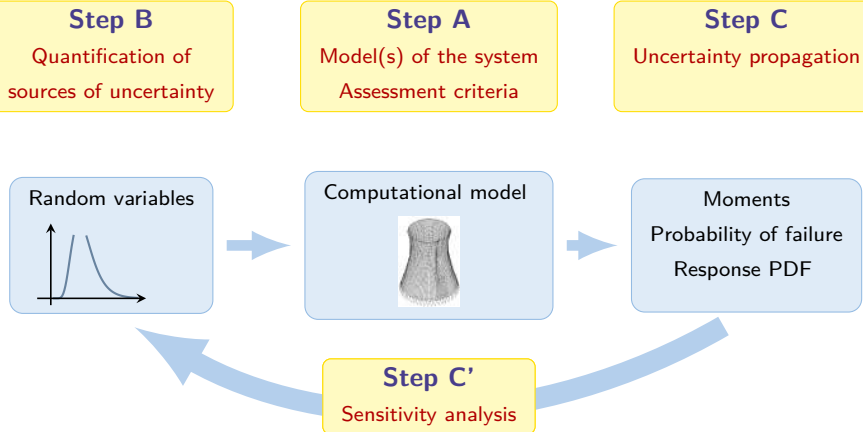 Step B
Quantification of
sources of uncertainty
Step A
Model(s) of the system
Assessment criteria
Step C
Uncertainty propagation
Random variables
Computational model
Moments
Probability of failure
Response PDF
Step C'
Sensitivity analysis